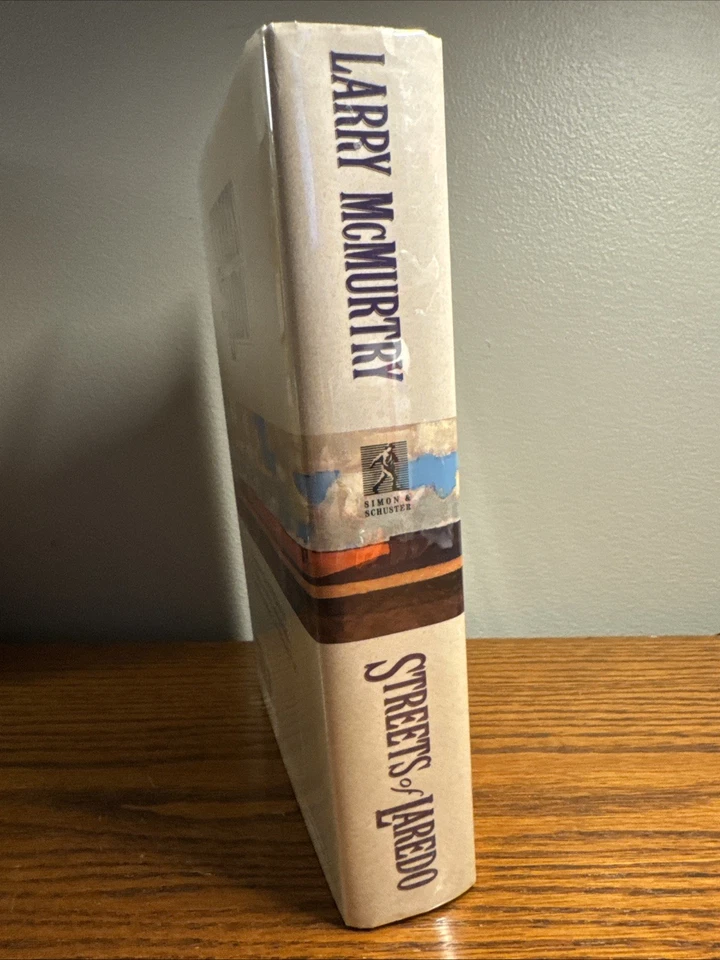 LARRY MCMURTRY
SIMON &
SCHUSTER
STREETS of LAREDO